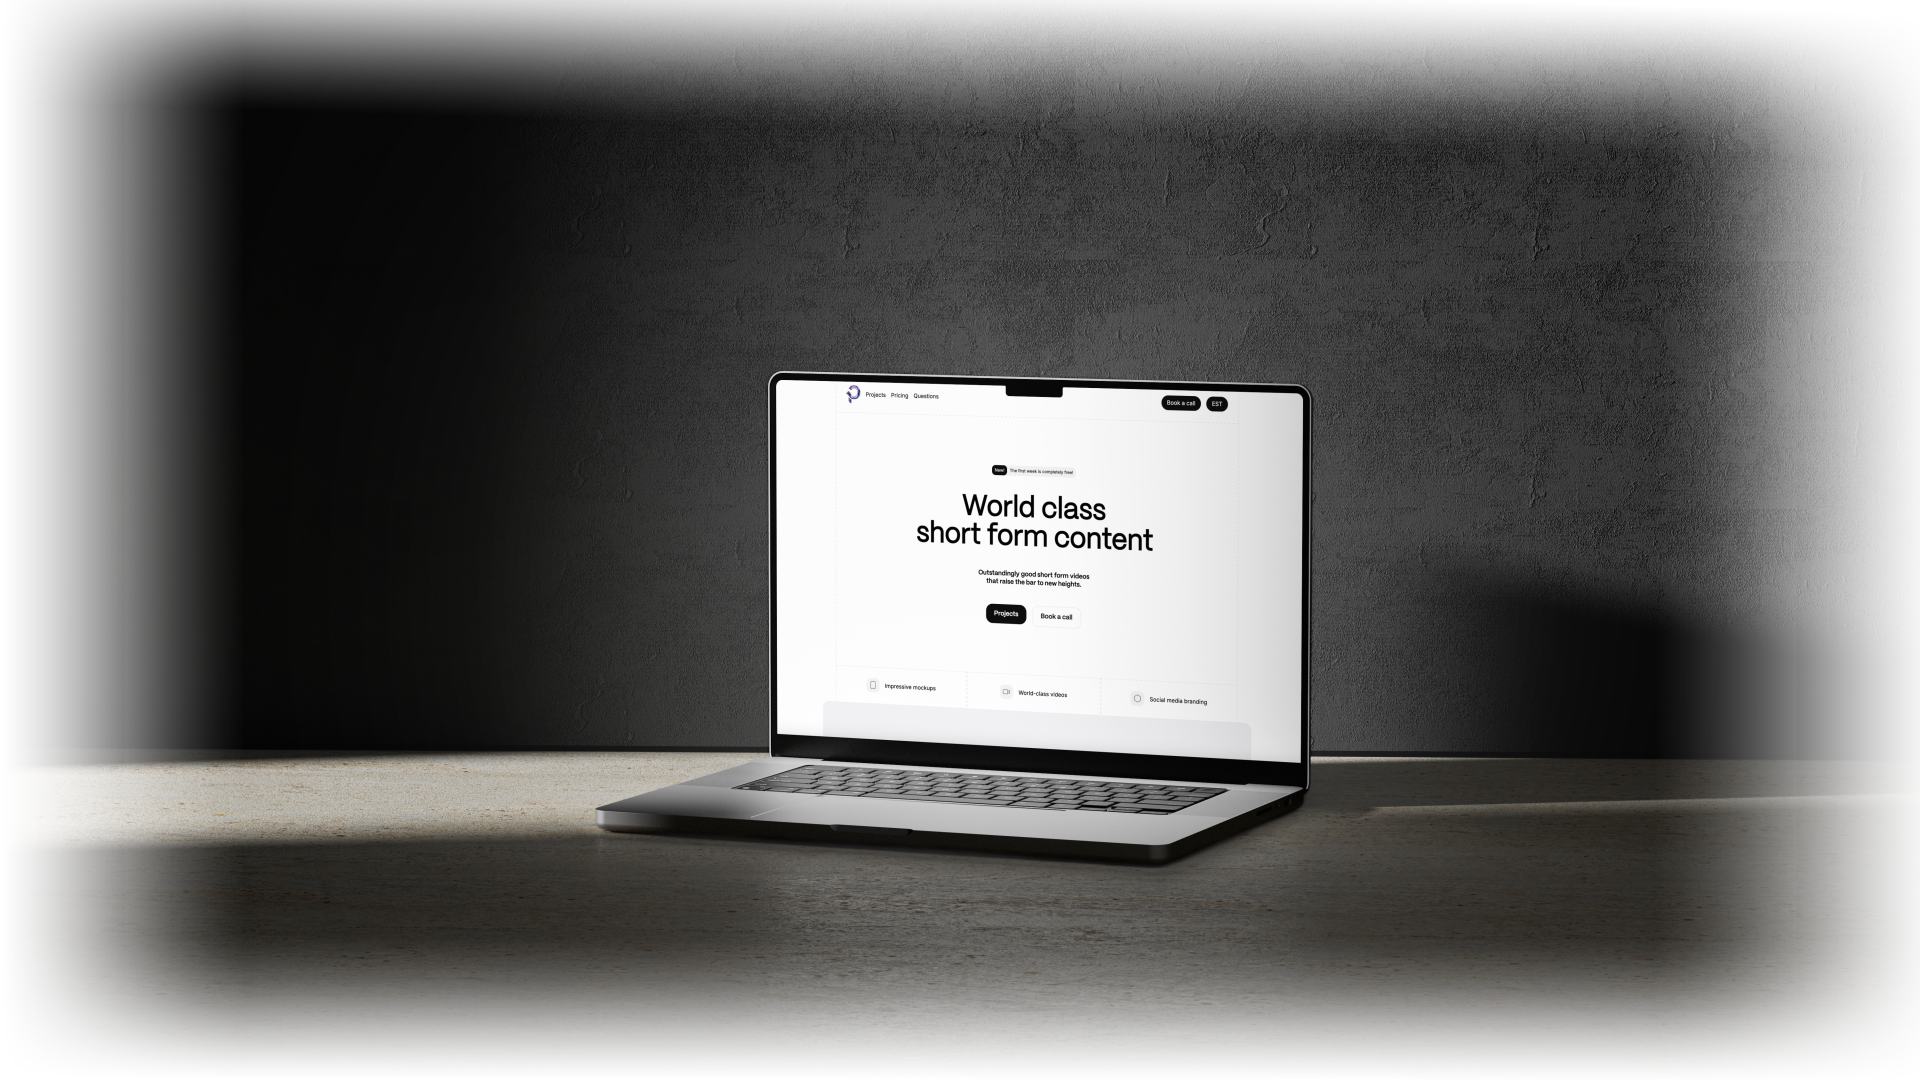 Projects Pricing Questions
Book a call EST
New! The first week is completely free!
World class
short form content
Outstandingly good short form videos
that raise the bar to new heights.
Projects Book a call
Impressive mockups World-class videos Social media branding